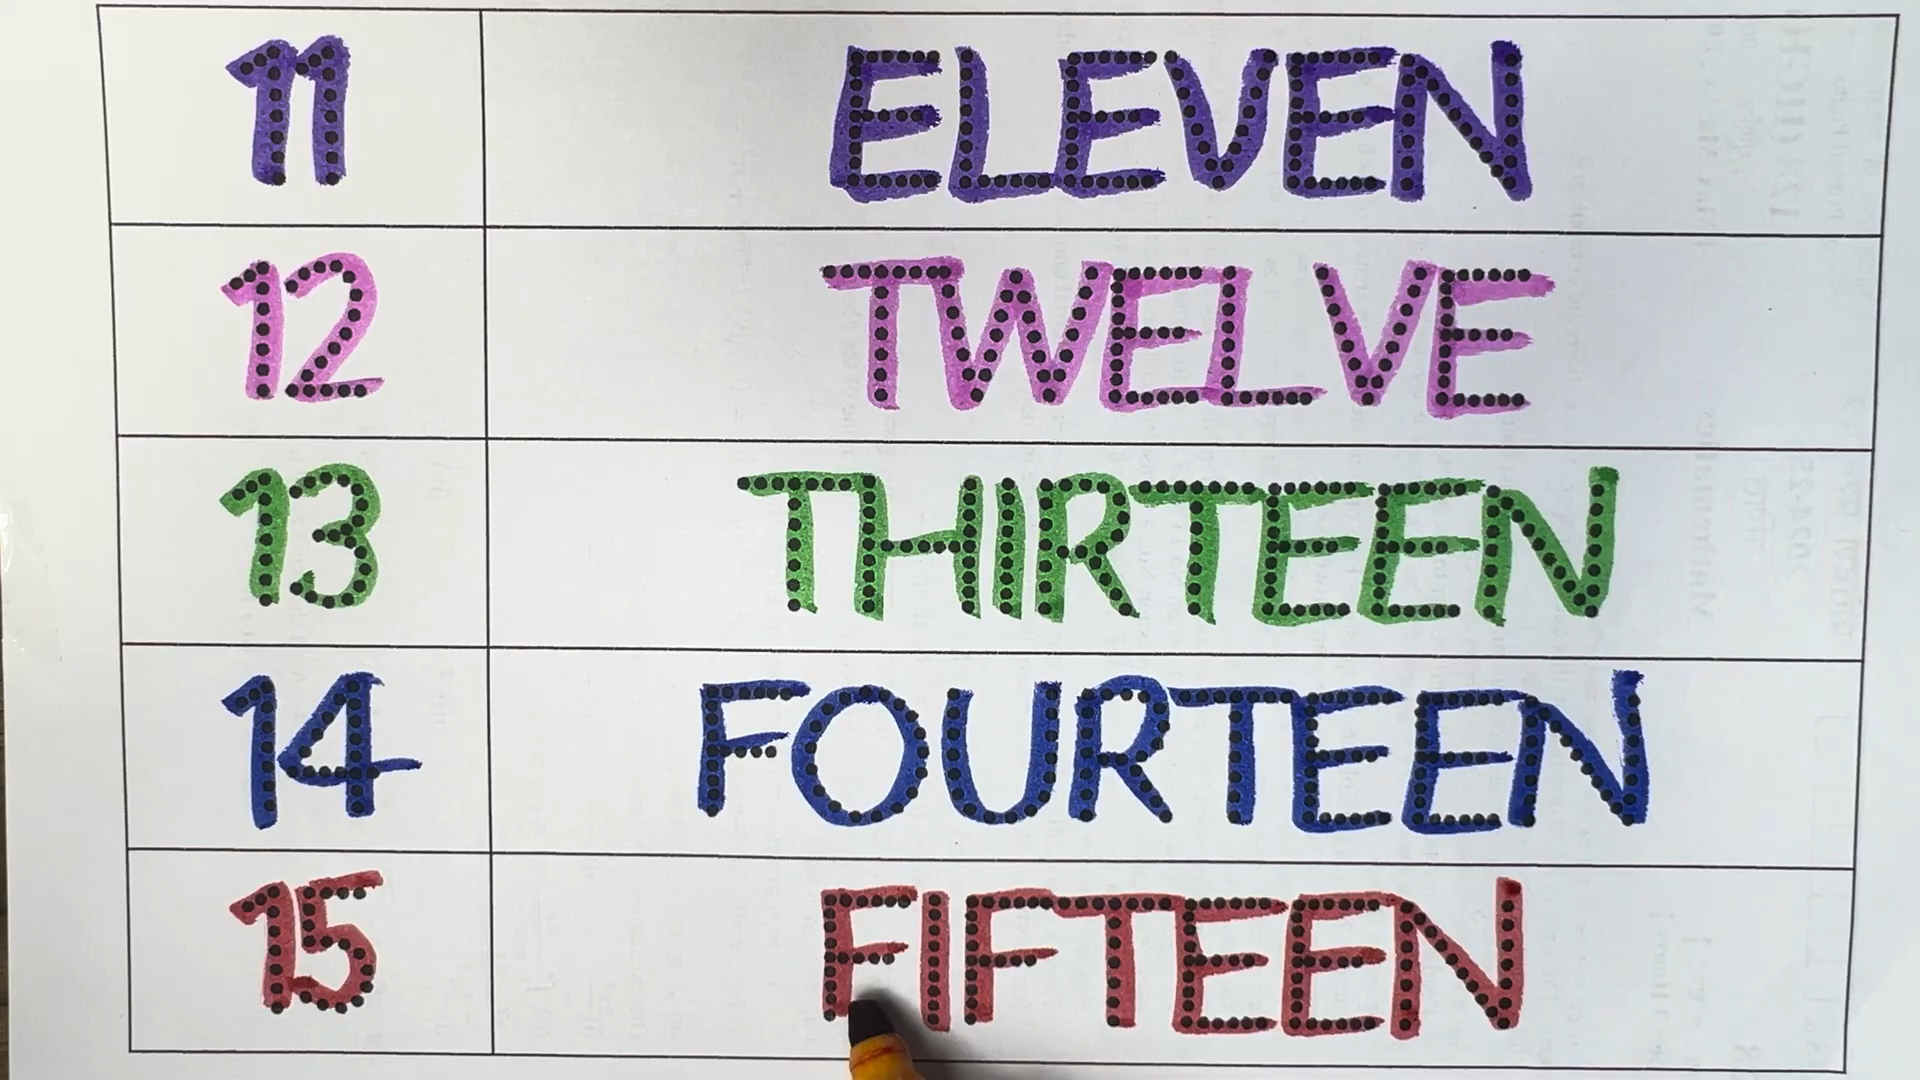 11 ELEVEN
12 TWELVE
13 THIRTEEN
14 FOURTEEN
15 FIFTEEN